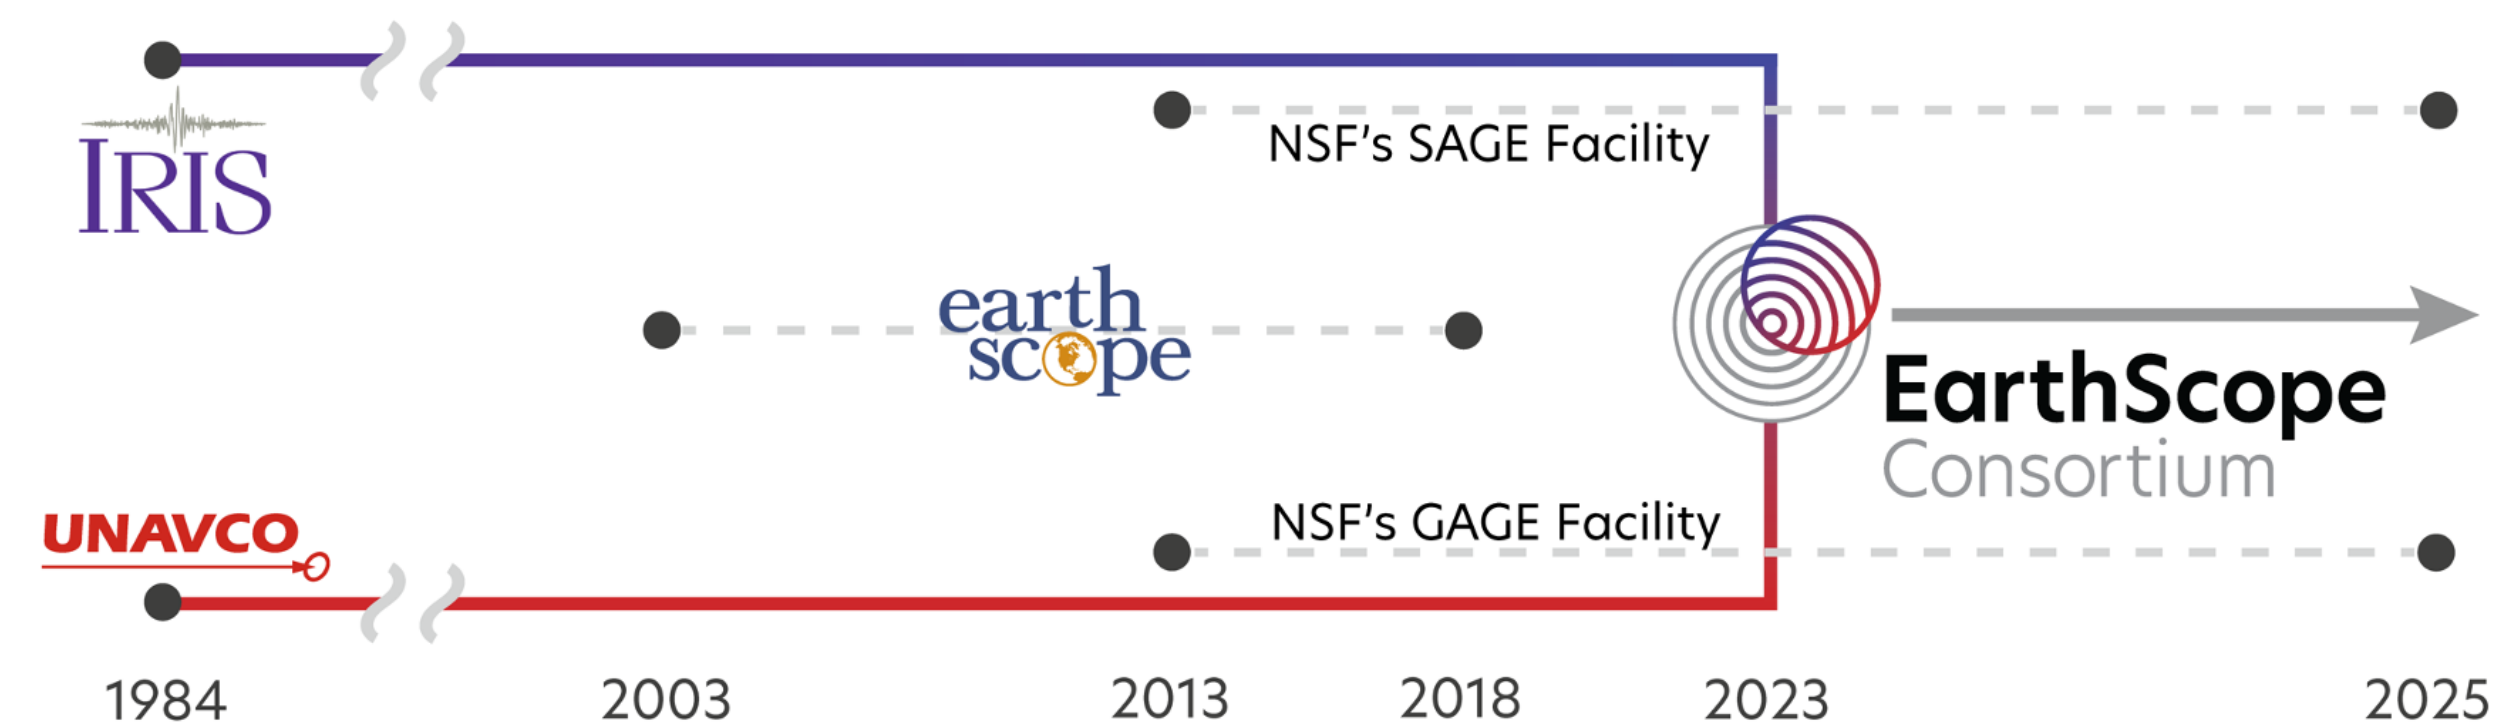 IRIS
NSF's SAGE Facility
earth
scope
EarthScope
Consortium
UNAVCO
NSF's GAGE Facility
1984
2003
2013
2018
2023
2025